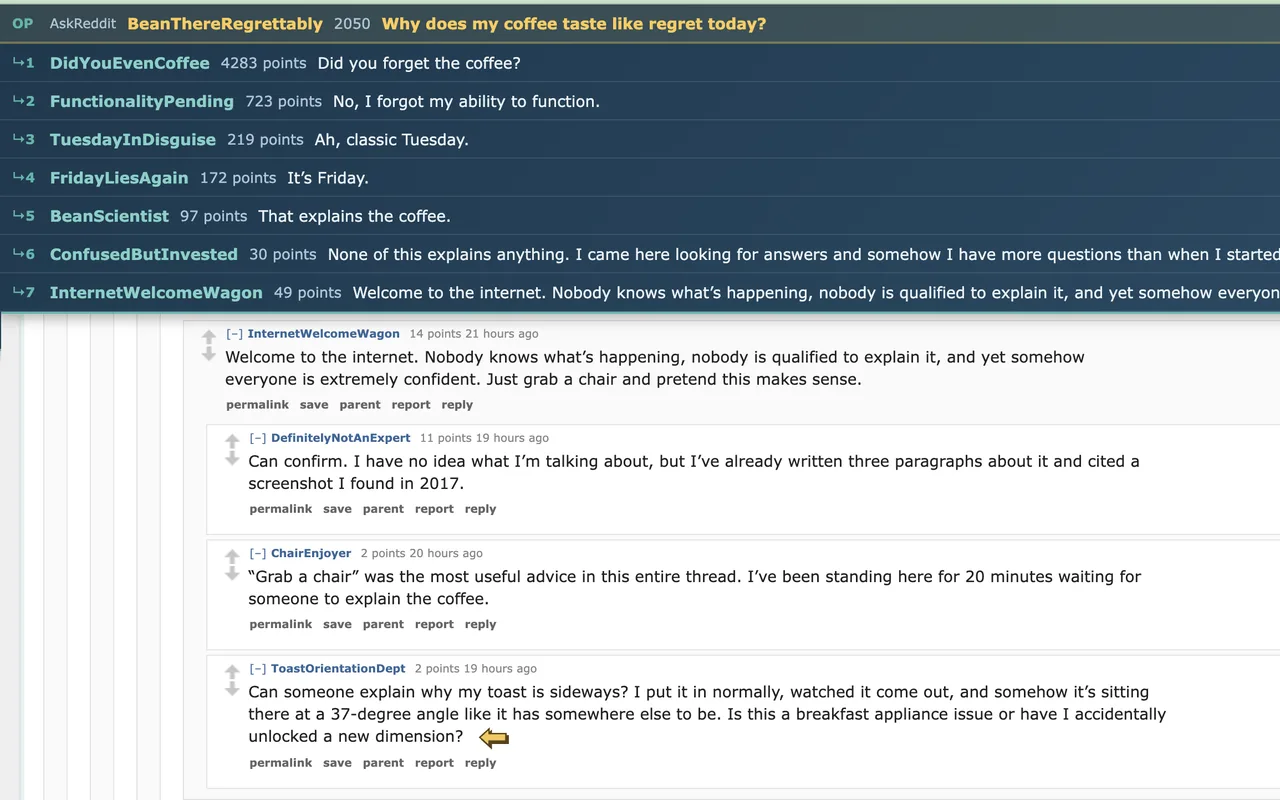 OP AskReddit BeanThereRegrettably 2050 Why does my coffee taste like regret today?
↳1 DidYouEvenCoffee 4283 points Did you forget the coffee?
↳2 FunctionalityPending 723 points No, I forgot my ability to function.
↳3 TuesdayInDisguise 219 points Ah, classic Tuesday.
↳4 FridayLiesAgain 172 points It’s Friday.
↳5 BeanScientist 97 points That explains the coffee.
↳6 ConfusedButInvested 30 points None of this explains anything. I came here looking for answers and somehow I have more questions than when I started
↳7 InternetWelcomeWagon 49 points Welcome to the internet. Nobody knows what’s happening, nobody is qualified to explain it, and yet somehow everyon
[–] InternetWelcomeWagon 14 points 21 hours ago
Welcome to the internet. Nobody knows what’s happening, nobody is qualified to explain it, and yet somehow
everyone is extremely confident. Just grab a chair and pretend this makes sense.
permalink save parent report reply
[–] DefinitelyNotAnExpert 11 points 19 hours ago
Can confirm. I have no idea what I’m talking about, but I’ve already written three paragraphs about it and cited a
screenshot I found in 2017.
permalink save parent report reply
[–] ChairEnjoyer 2 points 20 hours ago
“Grab a chair” was the most useful advice in this entire thread. I’ve been standing here for 20 minutes waiting for
someone to explain the coffee.
permalink save parent report reply
[–] ToastOrientationDept 2 points 19 hours ago
Can someone explain why my toast is sideways? I put it in normally, watched it come out, and somehow it’s sitting
there at a 37-degree angle like it has somewhere else to be. Is this a breakfast appliance issue or have I accidentally
unlocked a new dimension?
permalink save parent report reply